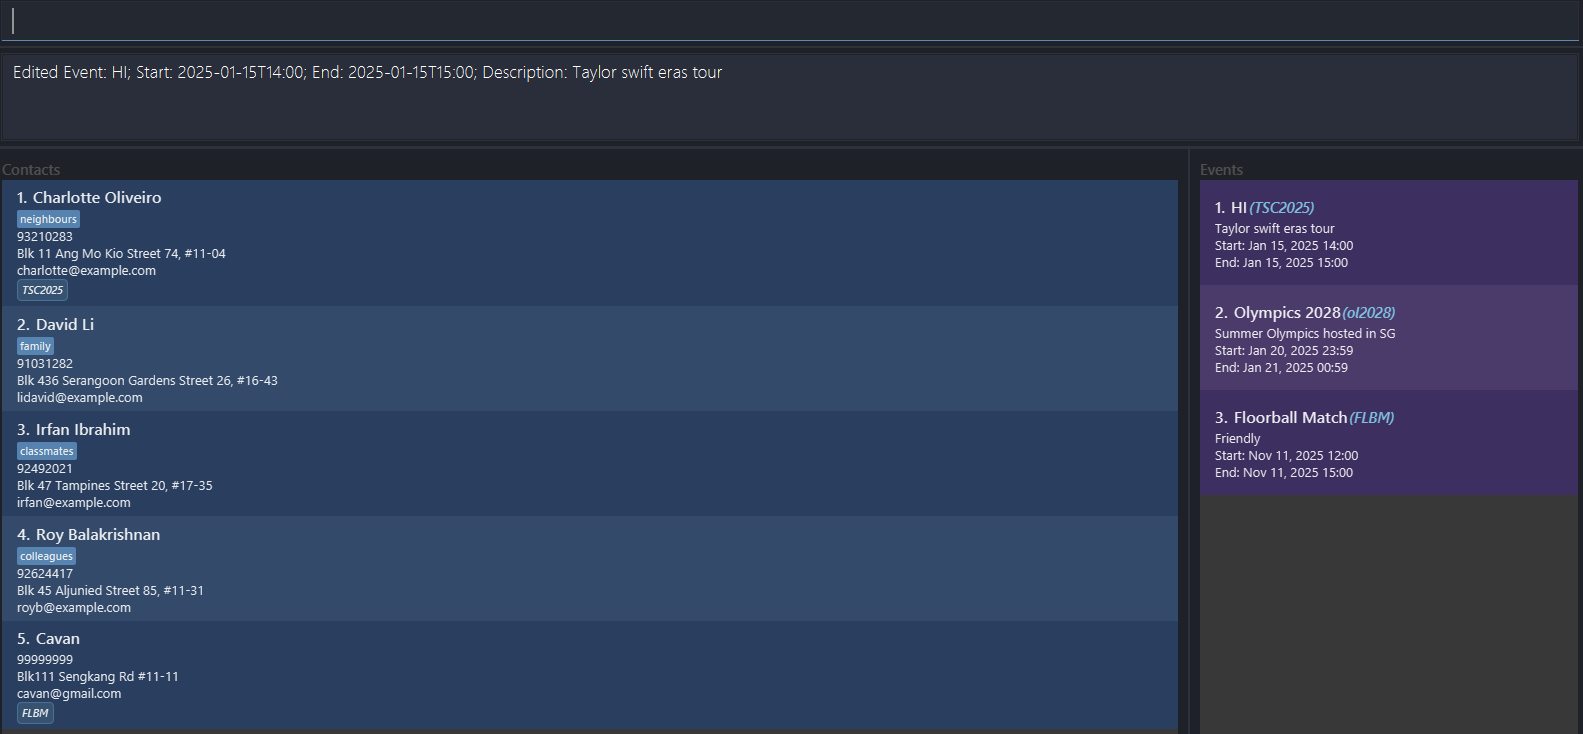 Edited Event: HI; Start: 2025-01-15T14:00; End: 2025-01-15T15:00; Description: Taylor swift eras tour
Contacts
1. Charlotte Oliveiro
neighbours
93210283
Blk 11 Ang Mo Kio Street 74, #11-04
charlotte@example.com
TSC2025
2. David Li
family
91031282
Blk 436 Serangoon Gardens Street 26, #16-43
lidavid@example.com
3. Irfan Ibrahim
classmates
92492021
Blk 47 Tampines Street 20, #17-35
irfan@example.com
4. Roy Balakrishnan
colleagues
92624417
Blk 45 Aljunied Street 85, #11-31
royb@example.com
5. Cavan
99999999
Blk111 Sengkang Rd #11-11
cavan@gmail.com
FLBM
Events
1. HI (TSC2025)
Taylor swift eras tour
Start: Jan 15, 2025 14:00
End: Jan 15, 2025 15:00
2. Olympics 2028 (ol2028)
Summer Olympics hosted in SG
Start: Jan 20, 2025 23:59
End: Jan 21, 2025 00:59
3. Floorball Match (FLBM)
Friendly
Start: Nov 11, 2025 12:00
End: Nov 11, 2025 15:00